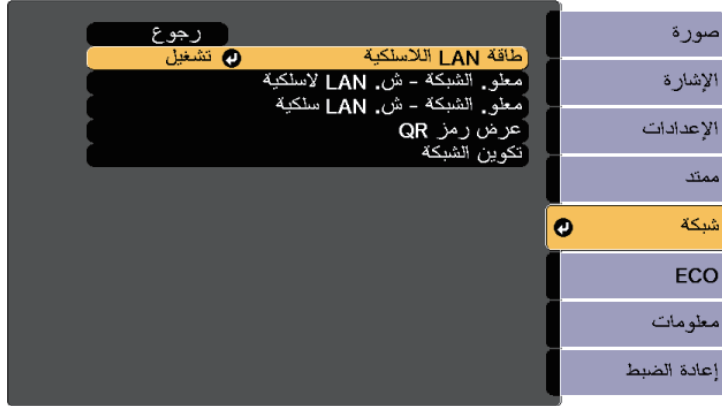 صورة
الإشارة
الإعدادات
ممتد
شبكة
ECO
معلومات
إعادة الضبط
رجوع
طاقة LAN اللاسلكية تشغيل
معلو. الشبكة - ش. LAN لاسلكية
معلو. الشبكة - ش. LAN سلكية
عرض رمز QR
تكوين الشبكة